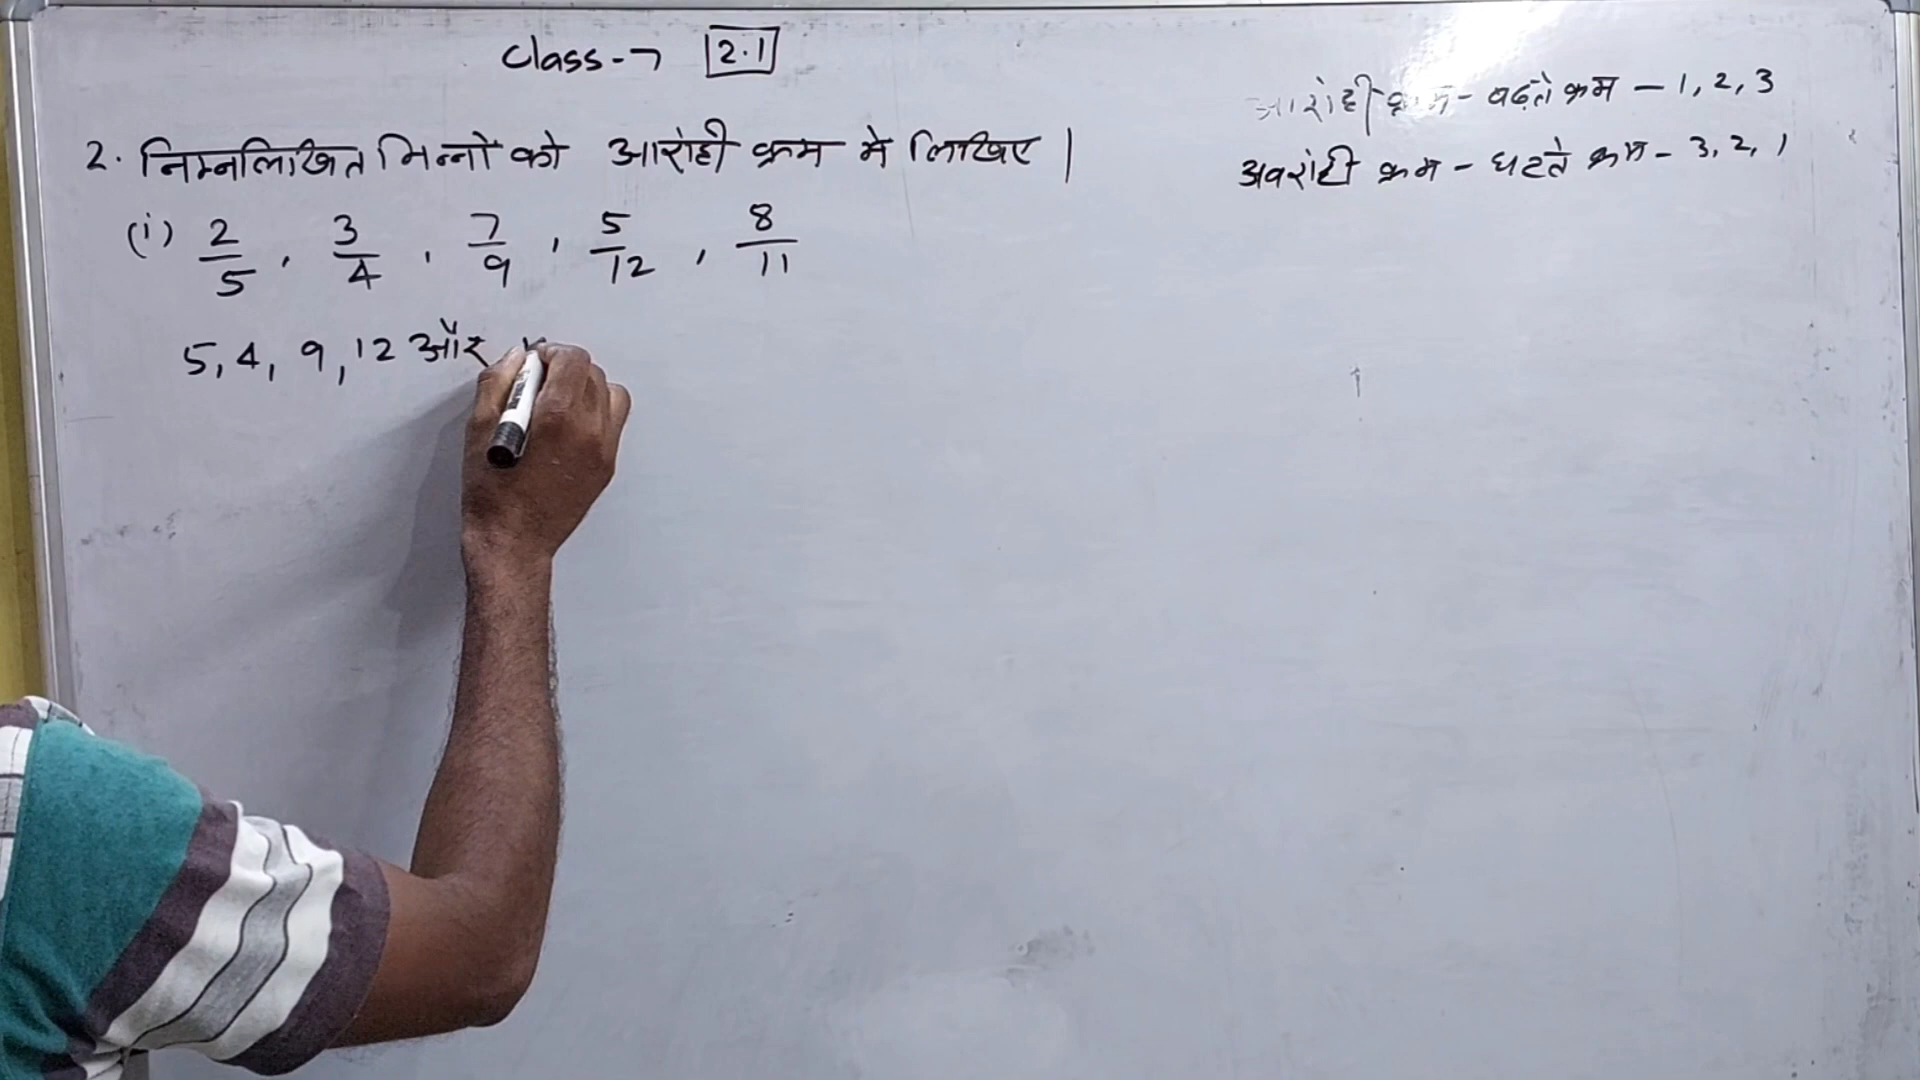 Class-7 2.1
आरोही क्रम - बढ़ते क्रम - 1, 2, 3
अवरोही क्रम - घटते क्रम - 3, 2, 1
2. निम्नलिखित भिन्नों को आरोही क्रम में लिखिए |
(i) 2/5 , 3/4 , 7/9 , 5/12 , 8/11
5, 4, 9, 12 और